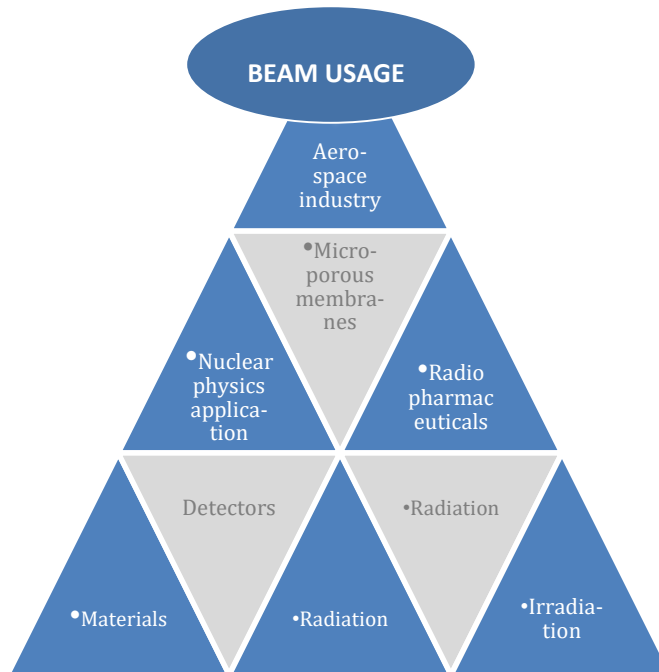 BEAM USAGE
Aero-
space
industry
•Micro-
porous
membra-
nes
•Nuclear
physics
applica-
tion
•Radio
pharmac
euticals
Detectors
•Radiation
•Materials
•Radiation
•Irradia-
tion